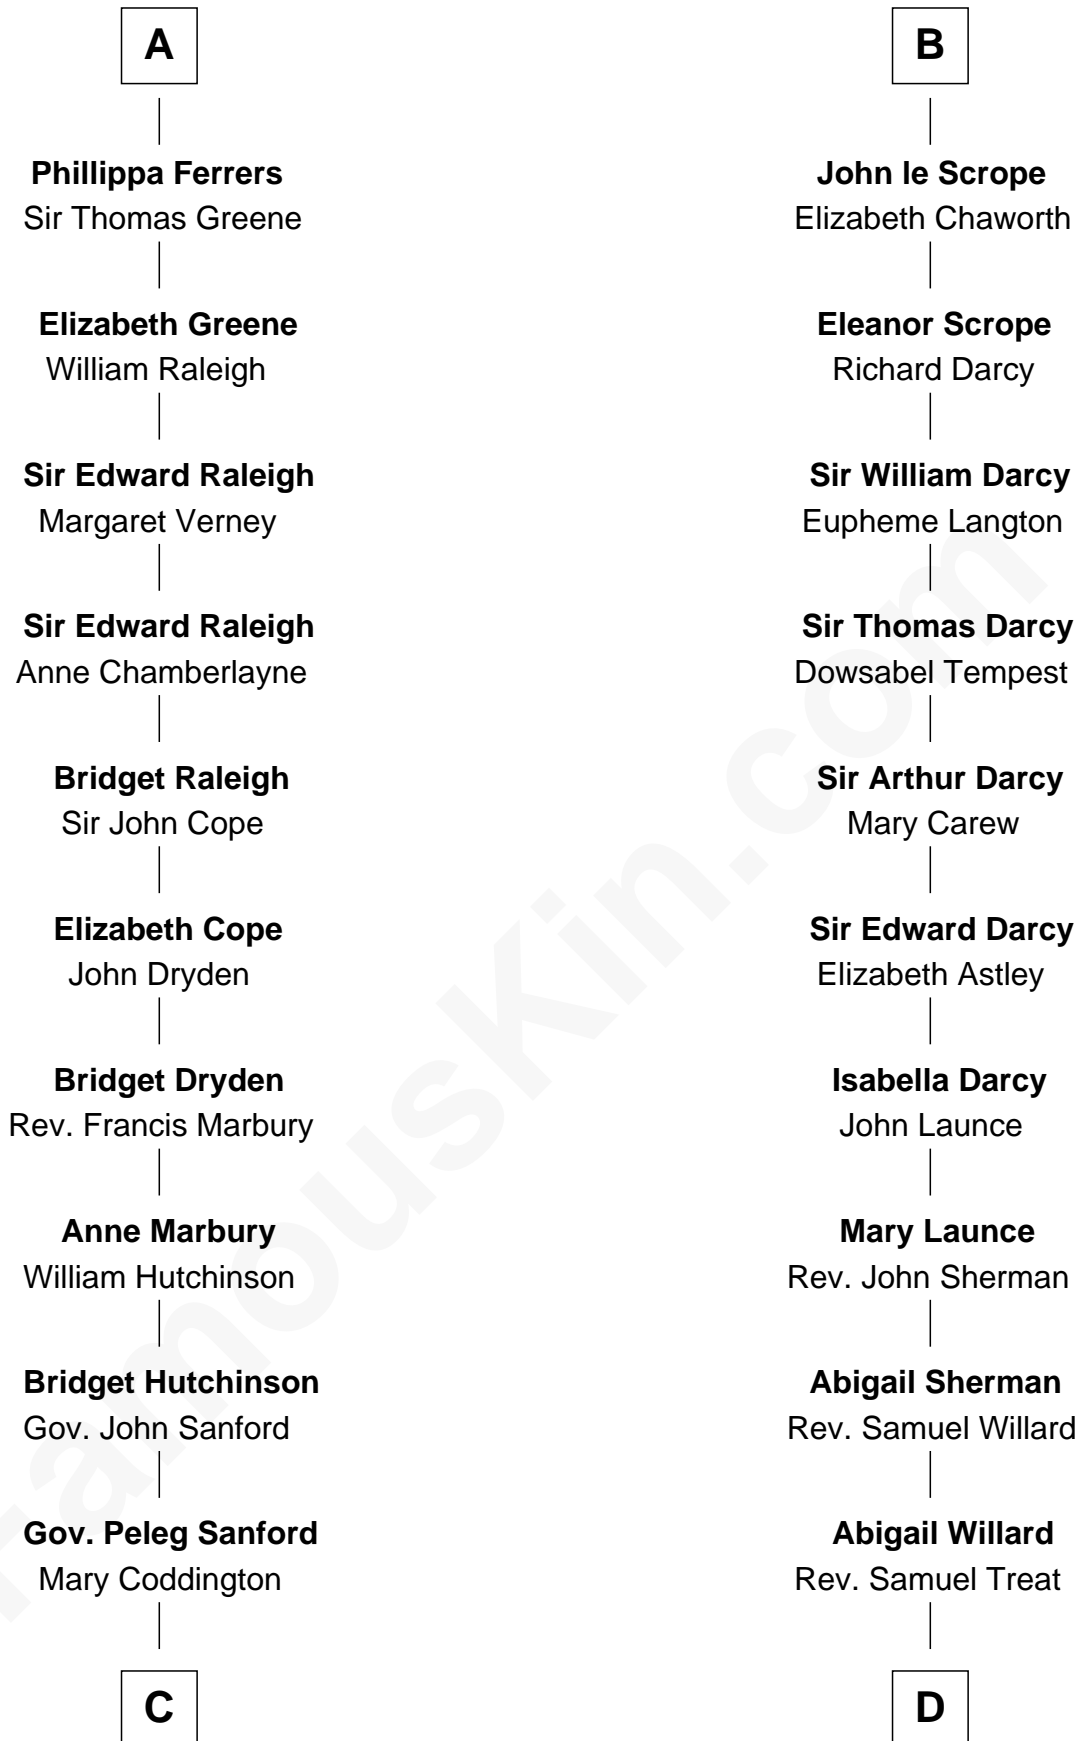 A
Phillippa Ferrers
Sir Thomas Greene
Elizabeth Greene
William Raleigh
Sir Edward Raleigh
Margaret Verney
Sir Edward Raleigh
Anne Chamberlayne
Bridget Raleigh
Sir John Cope
Elizabeth Cope
John Dryden
Bridget Dryden
Rev. Francis Marbury
Anne Marbury
William Hutchinson
Bridget Hutchinson
Gov. John Sanford
Gov. Peleg Sanford
Mary Coddington
C
B
John le Scrope
Elizabeth Chaworth
Eleanor Scrope
Richard Darcy
Sir William Darcy
Eupheme Langton
Sir Thomas Darcy
Dowsabel Tempest
Sir Arthur Darcy
Mary Carew
Sir Edward Darcy
Elizabeth Astley
Isabella Darcy
John Launce
Mary Launce
Rev. John Sherman
Abigail Sherman
Rev. Samuel Willard
Abigail Willard
Rev. Samuel Treat
D
FamousKin.com